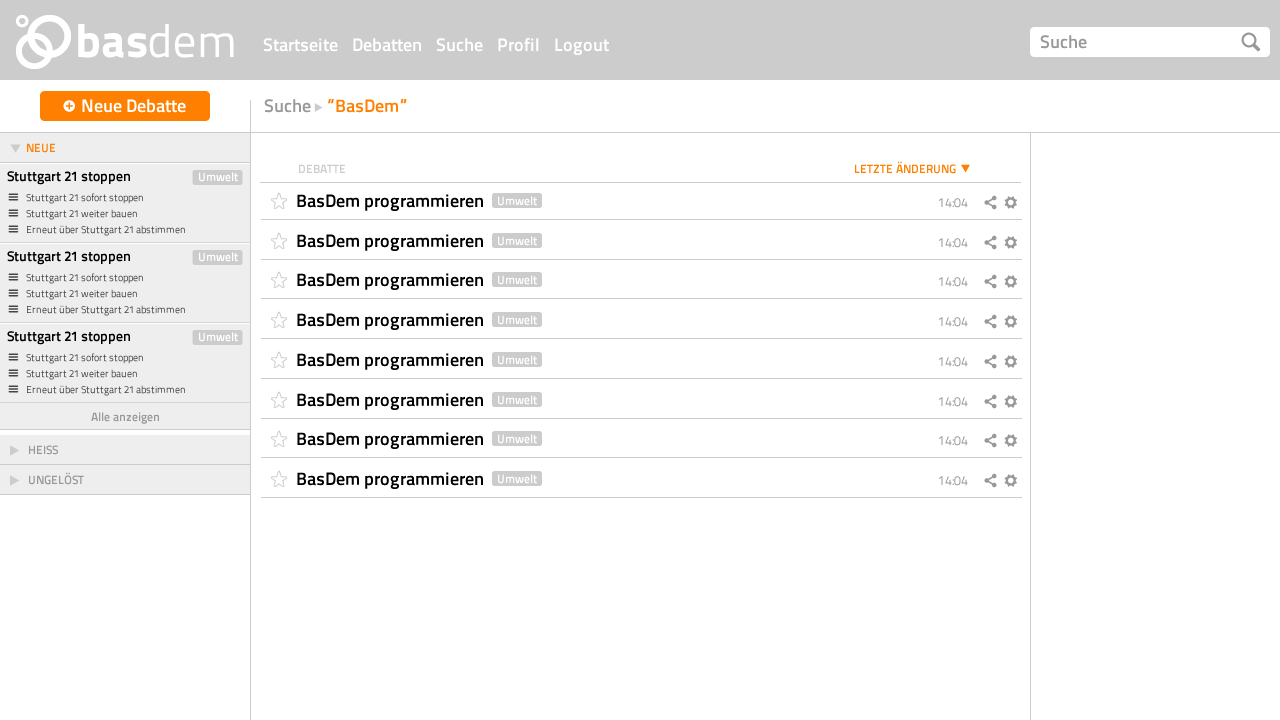 basdem
Startseite Debatten Suche Profil Logout
Suche
Neue Debatte
Suche ▸ "BasDem"
NEUE
Stuttgart 21 stoppen Umwelt
Stuttgart 21 sofort stoppen
Stuttgart 21 weiter bauen
Erneut über Stuttgart 21 abstimmen
Stuttgart 21 stoppen Umwelt
Stuttgart 21 sofort stoppen
Stuttgart 21 weiter bauen
Erneut über Stuttgart 21 abstimmen
Stuttgart 21 stoppen Umwelt
Stuttgart 21 sofort stoppen
Stuttgart 21 weiter bauen
Erneut über Stuttgart 21 abstimmen
Alle anzeigen
HEISS
UNGELÖST
DEBATTE LETZTE ÄNDERUNG
BasDem programmieren Umwelt 14:04
BasDem programmieren Umwelt 14:04
BasDem programmieren Umwelt 14:04
BasDem programmieren Umwelt 14:04
BasDem programmieren Umwelt 14:04
BasDem programmieren Umwelt 14:04
BasDem programmieren Umwelt 14:04
BasDem programmieren Umwelt 14:04